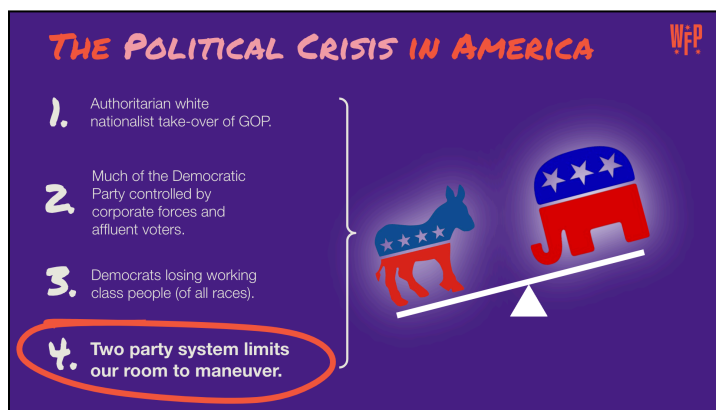 The Political Crisis in America
WFP
1. Authoritarian white
nationalist take-over of GOP.
2. Much of the Democratic
Party controlled by
corporate forces and
affluent voters.
3. Democrats losing working
class people (of all races).
4. Two party system limits
our room to maneuver.